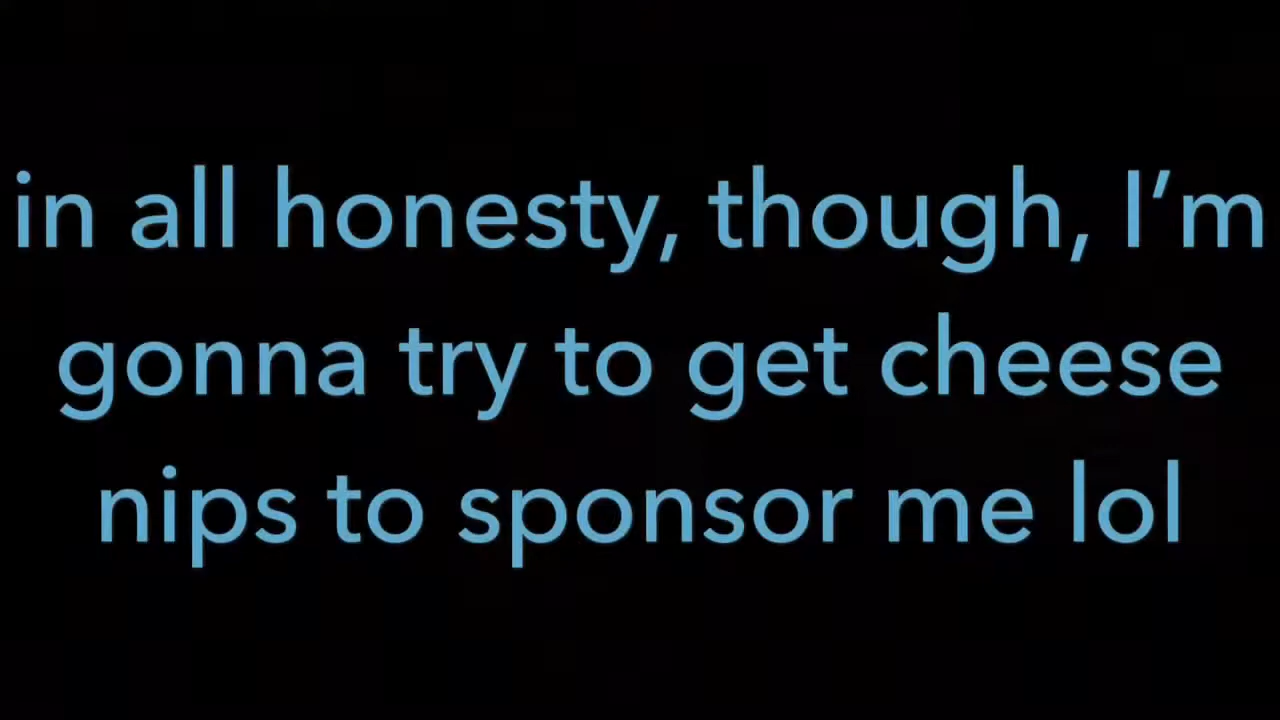 in all honesty, though, I’m
gonna try to get cheese
nips to sponsor me lol